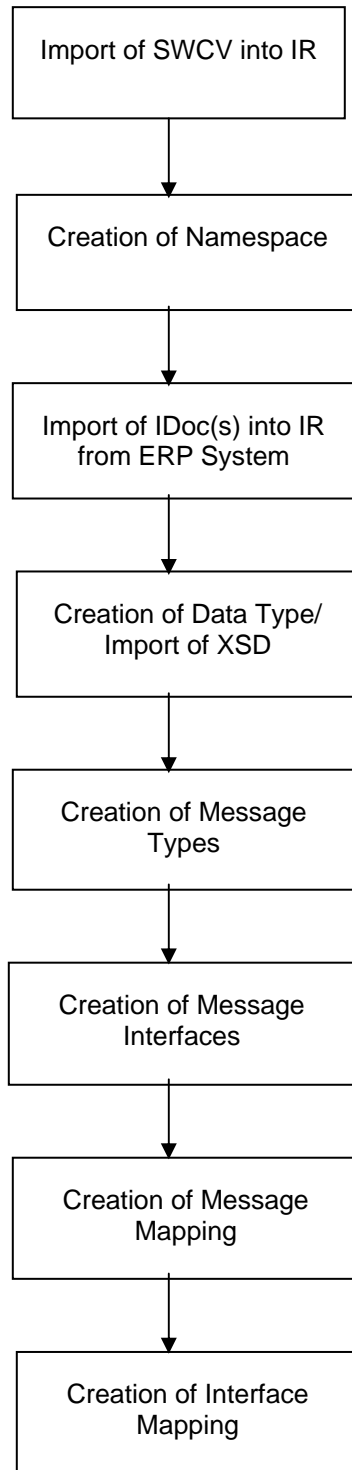 Import of SWCV into IR
Creation of Namespace
Import of IDoc(s) into IR
from ERP System
Creation of Data Type/
Import of XSD
Creation of Message
Types
Creation of Message
Interfaces
Creation of Message
Mapping
Creation of Interface
Mapping